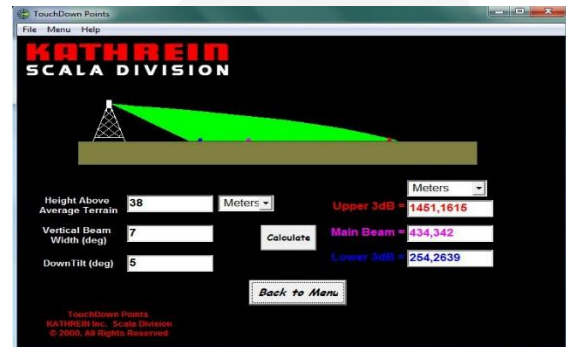 TouchDown Points
File Menu Help
KATHREIN
SCALA DIVISION
Meters
Height Above Average Terrain 38 Meters Upper 3dB = 1451,1615
Vertical Beam Width (deg) 7 Calculate Main Beam = 434,342
DownTilt (deg) 5 Lower 3dB = 254,2639
Back to Menu
TouchDown Points
KATHREIN Inc. Scala Division
© 2000, All Rights Reserved